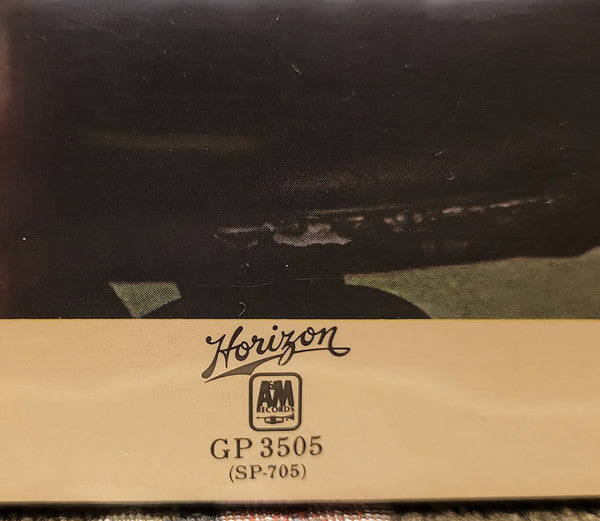 Horizon
A&M
RECORDS
GP 3505
(SP-705)